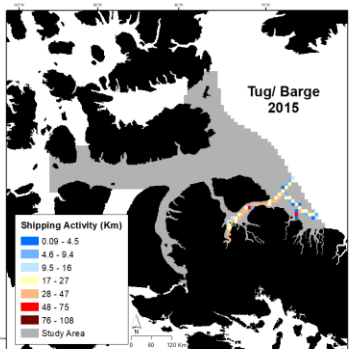 Tug/ Barge
2015
Shipping Activity (Km)
0.09 - 4.5
4.6 - 9.4
9.5 - 16
17 - 27
28 - 47
48 - 75
76 - 108
Study Area
N
0 60 120 Km